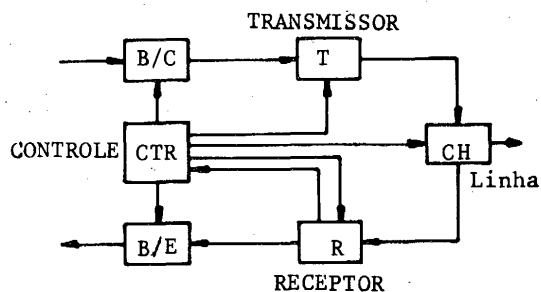 TRANSMISSOR
B/C
T
CONTROLE
CTR
CH
Linha
B/E
R
RECEPTOR